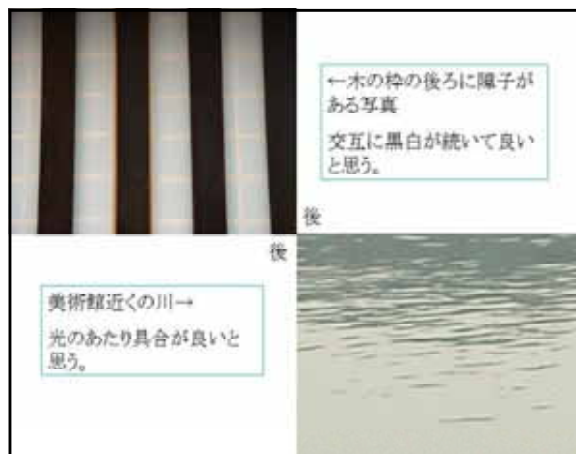 ←木の枠の後ろに障子が
ある写真
交互に黒白が続いて良い
と思う。
後
後
美術館近くの川→
光のあたり具合が良いと
思う。